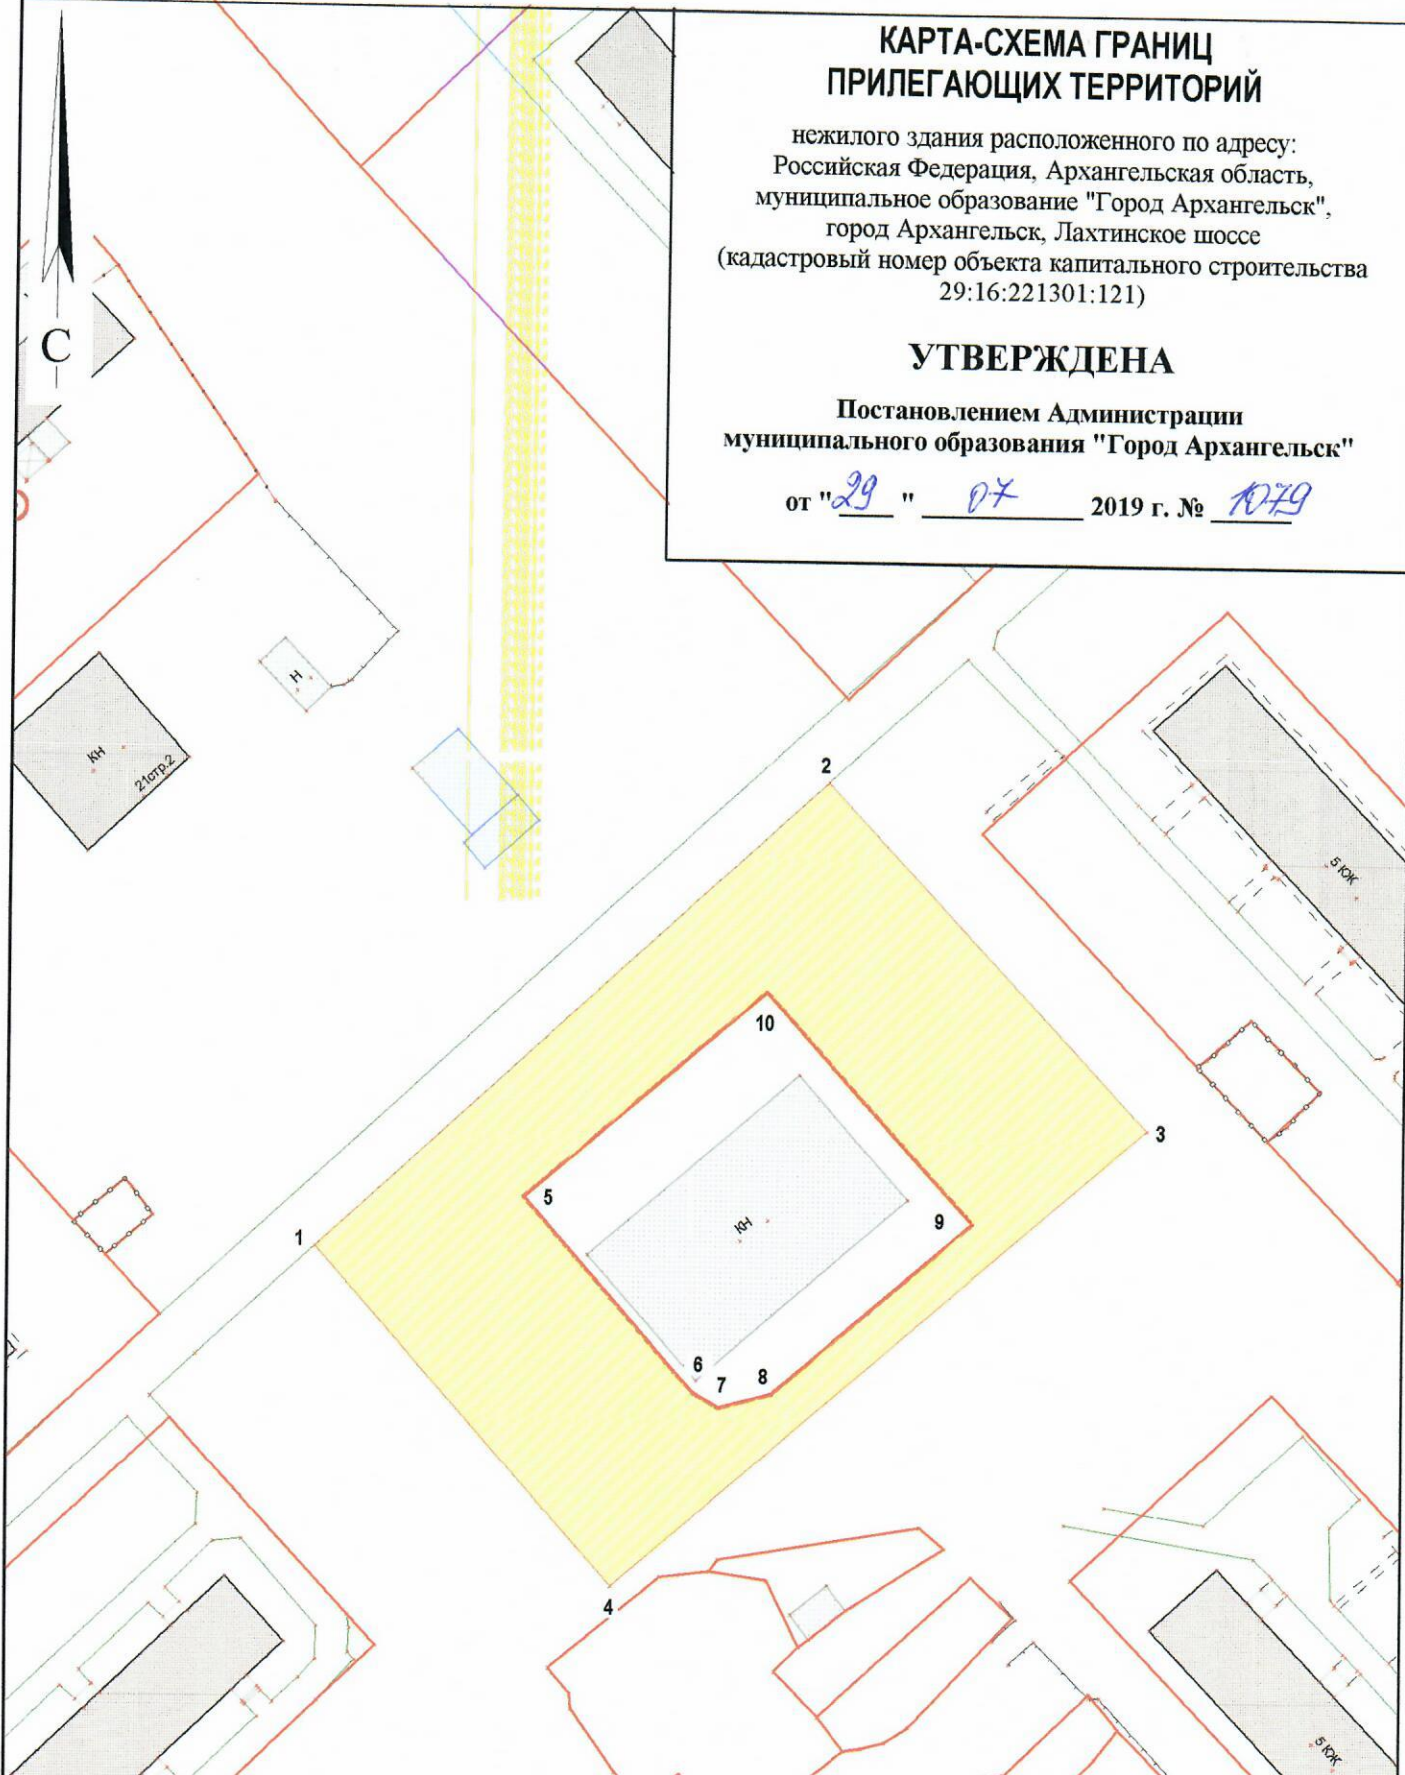 КАРТА-СХЕМА ГРАНИЦ
ПРИЛЕГАЮЩИХ ТЕРРИТОРИЙ
нежилого здания расположенного по адресу:
Российская Федерация, Архангельская область,
муниципальное образование "Город Архангельск",
город Архангельск, Лахтинское шоссе
(кадастровый номер объекта капитального строительства
29:16:221301:121)
УТВЕРЖДЕНА
Постановлением Администрации
муниципального образования "Город Архангельск"
от "29" 07 2019 г. № 1079
С
Н
КН
21стр.2
2
5 КЖ
10
3
5
9
1
КН
6
7
8
4
5 КЖ